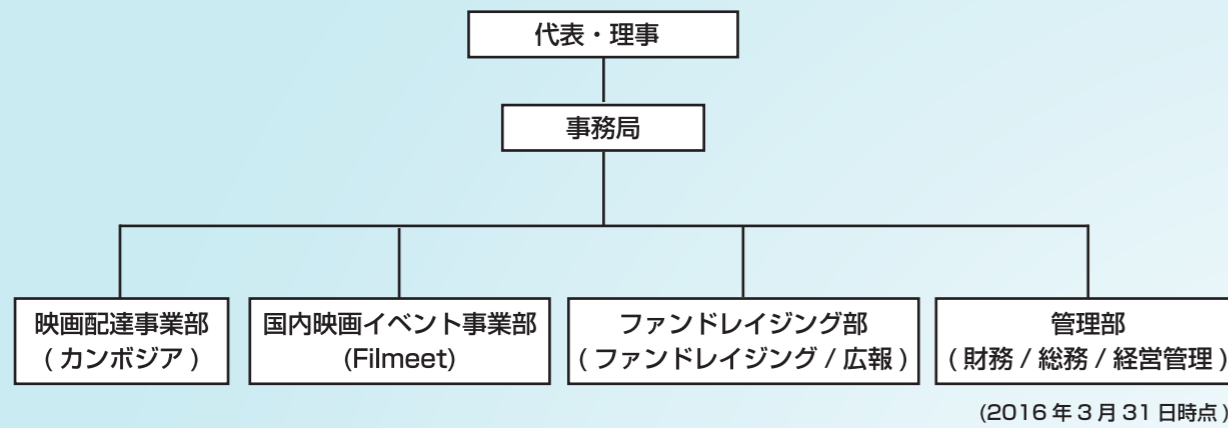 代表・理事
事務局
映画配達事業部
( カンボジア )
国内映画イベント事業部
(Filmeet)
ファンドレイジング部
( ファンドレイジング / 広報 )
管理部
( 財務 / 総務 / 経営管理 )
(2016 年 3 月 31 日時点 )